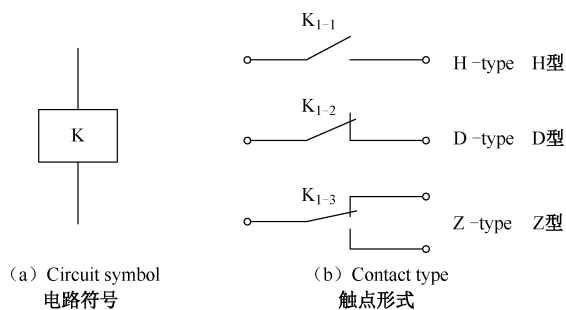 K
K1-1
H-type H型
K1-2
D-type D型
K1-3
Z-type Z型
(a) Circuit symbol
电路符号
(b) Contact type
触点形式